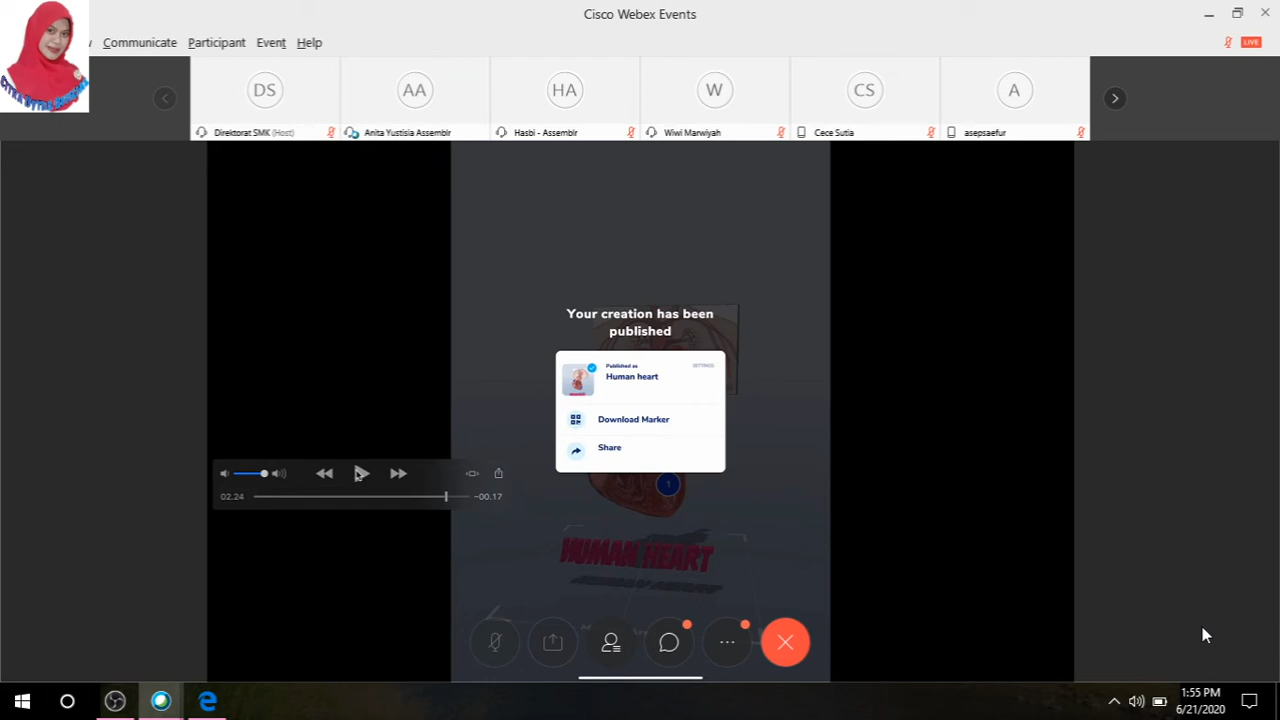 Cisco Webex Events
Communicate Participant Event Help
LIVE
DS AA HA W CS A
Direktorat SMK (Host) Anita Yustisia Assemblr Hasbi - Assemblr Wiwi Marwiyah Cece Sutia asepsaefur
Your creation has been
published
Published as
SETTINGS
Human heart
Download Marker
Share
1
02.24 −00.17
HUMAN HEART
1:55 PM
6/21/2020